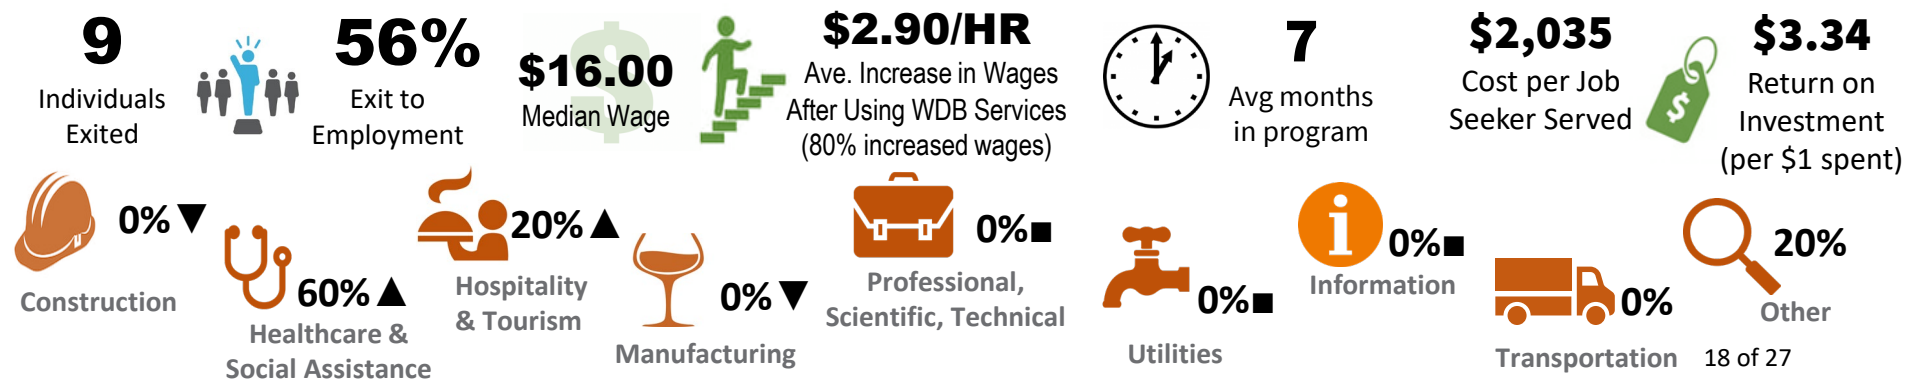 9
Individuals
Exited
56%
Exit to
Employment
$
$16.00
Median Wage
$2.90/HR
Ave. Increase in Wages
After Using WDB Services
(80% increased wages)
7
Avg months
in program
$2,035
Cost per Job
Seeker Served
$
$3.34
Return on
Investment
(per $1 spent)
0% ▼
Construction
60% ▲
Healthcare &
Social Assistance
20% ▲
Hospitality
& Tourism
0% ▼
Manufacturing
0% ■
Professional,
Scientific, Technical
0% ■
Utilities
i
0% ■
Information
0%
Transportation
20%
Other
18 of 27